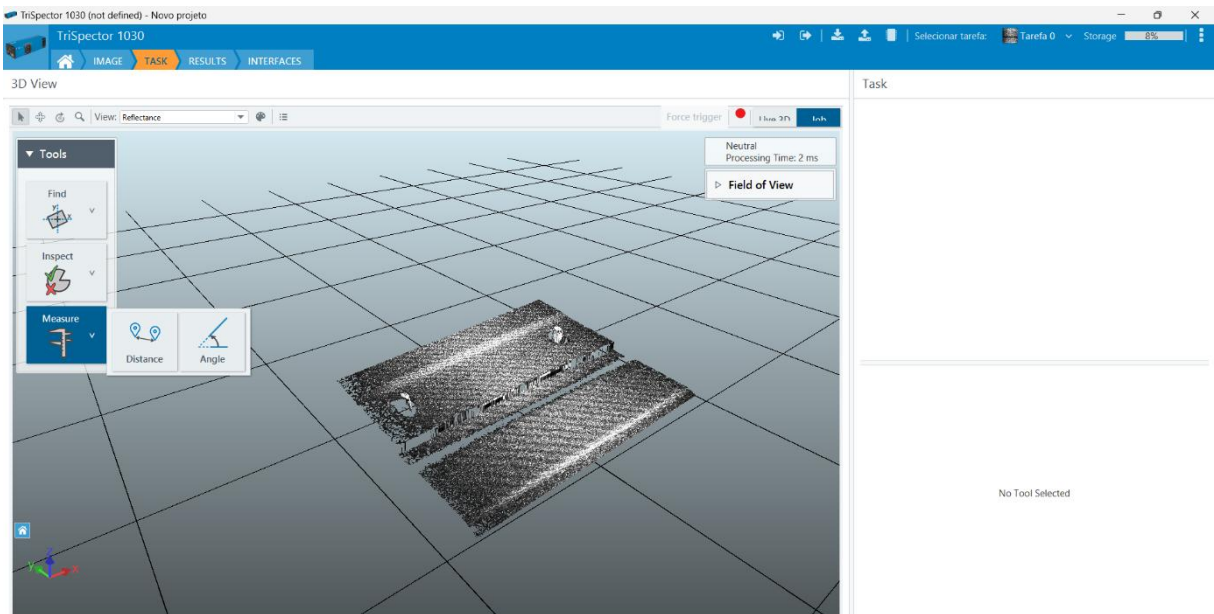 TriSpector 1030 (not defined) - Novo projeto
TriSpector 1030
Selecionar tarefa: Tarefa 0 Storage 8%
IMAGE TASK RESULTS INTERFACES
3D View
Task
View: Reflectance
Force trigger Live 2D Job
Tools
Neutral
Processing Time: 2 ms
Field of View
Find
Inspect
Measure
Distance Angle
No Tool Selected
Z
Y X